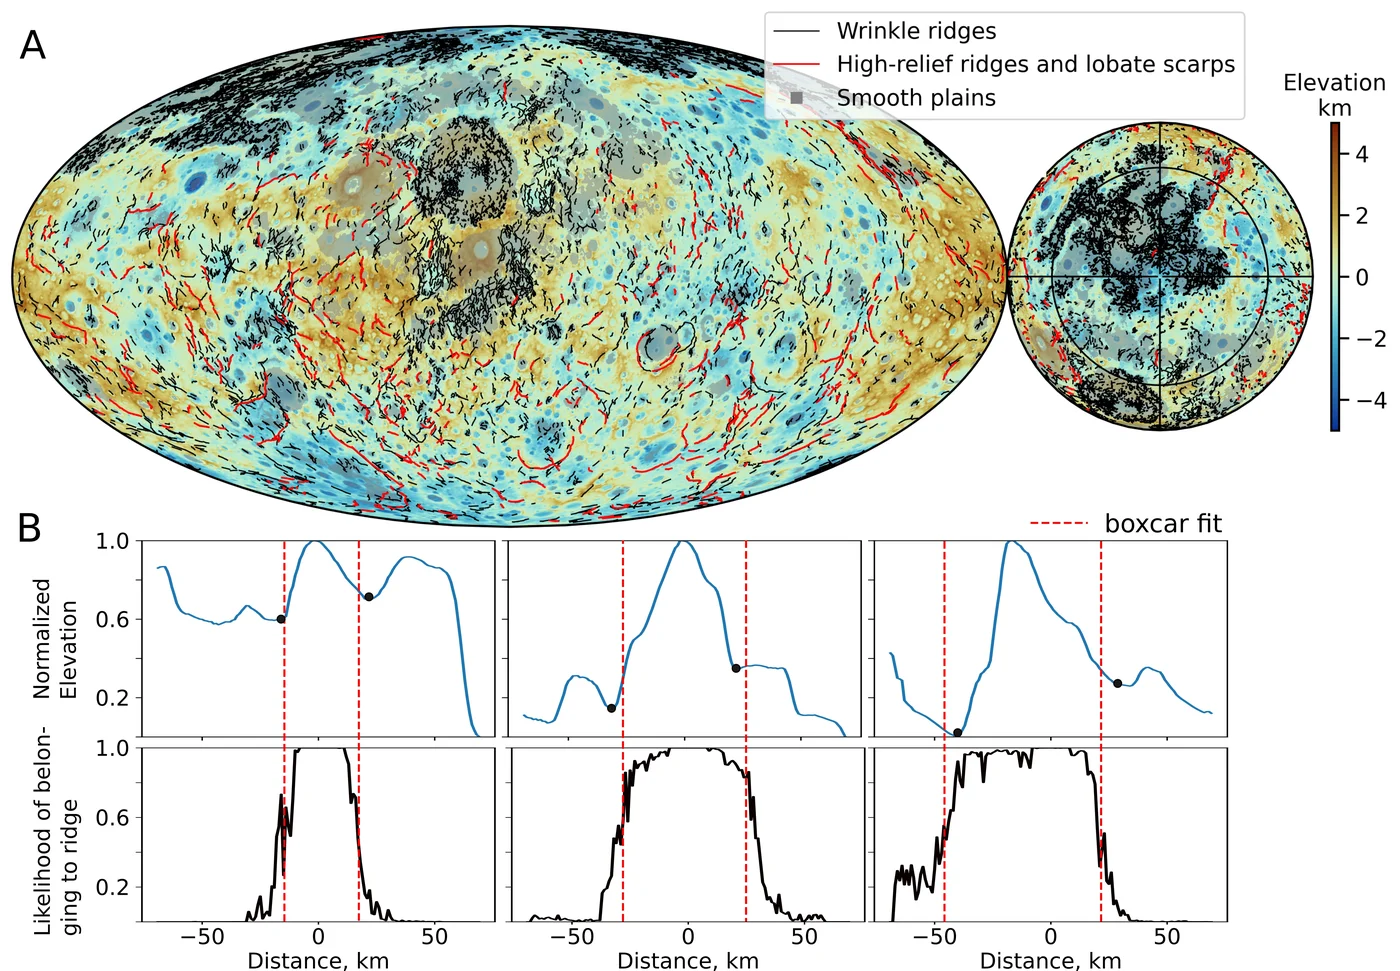 A
Wrinkle ridges
High-relief ridges and lobate scarps
Smooth plains
Elevation
km
4
2
0
−2
−4
B
boxcar fit
1.0
0.6
0.2
Normalized
Elevation
1.0
0.6
0.2
Likelihood of belon-
ging to ridge
−50 0 50
−50 0 50
−50 0 50
Distance, km
Distance, km
Distance, km